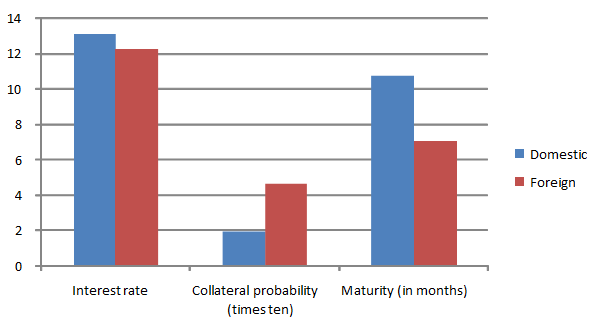 14
12
10
8
6
4
2
0
Domestic
Foreign
Interest rate
Collateral probability
(times ten)
Maturity (in months)